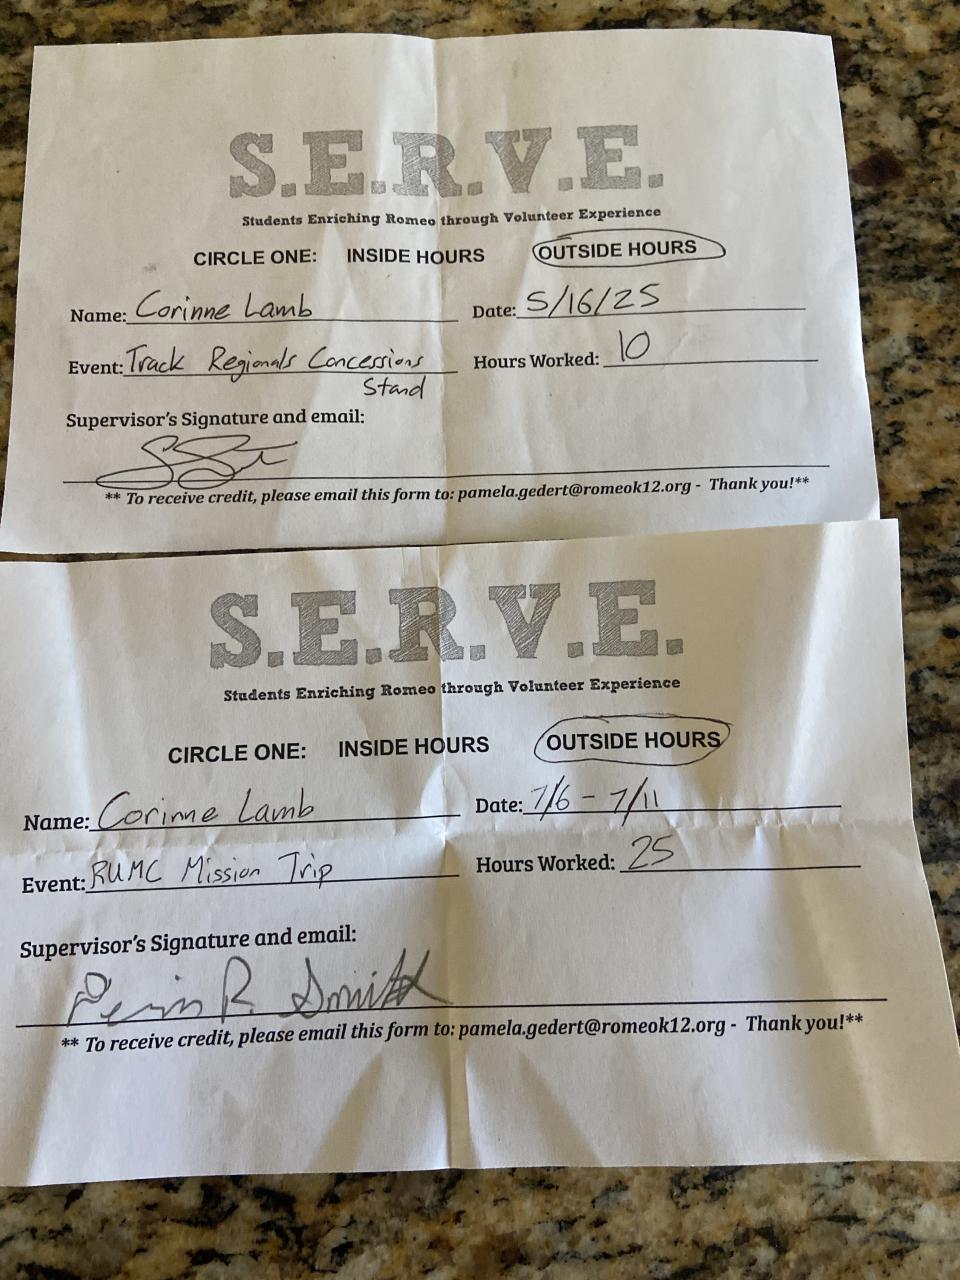 S.E.R.V.E.
Students Enriching Romeo through Volunteer Experience
CIRCLE ONE: INSIDE HOURS OUTSIDE HOURS
Name: Corinne Lamb Date: 5/16/25
Event: Track Regionals Concessions Hours Worked: 10
Stand
Supervisor's Signature and email:
** To receive credit, please email this form to: pamela.gedert@romeok12.org - Thank you!**
S.E.R.V.E.
Students Enriching Romeo through Volunteer Experience
CIRCLE ONE: INSIDE HOURS OUTSIDE HOURS
Name: Corinne Lamb Date: 7/6 - 7/11
Event: RUMC Mission Trip Hours Worked: 25
Supervisor's Signature and email:
R. Smith
** To receive credit, please email this form to: pamela.gedert@romeok12.org - Thank you!**